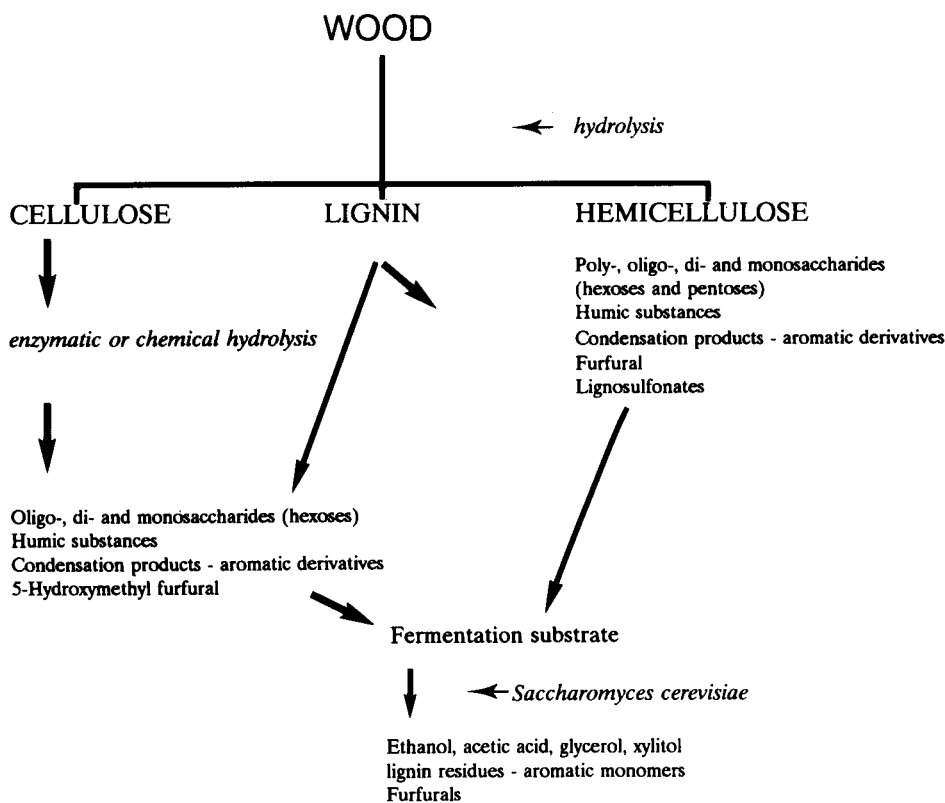 WOOD
hydrolysis
CELLULOSE
LIGNIN
HEMICELLULOSE
Poly-, oligo-, di- and monosaccharides
(hexoses and pentoses)
Humic substances
Condensation products - aromatic derivatives
Furfural
Lignosulfonates
enzymatic or chemical hydrolysis
Oligo-, di- and monosaccharides (hexoses)
Humic substances
Condensation products - aromatic derivatives
5-Hydroxymethyl furfural
Fermentation substrate
Saccharomyces cerevisiae
Ethanol, acetic acid, glycerol, xylitol
lignin residues - aromatic monomers
Furfurals